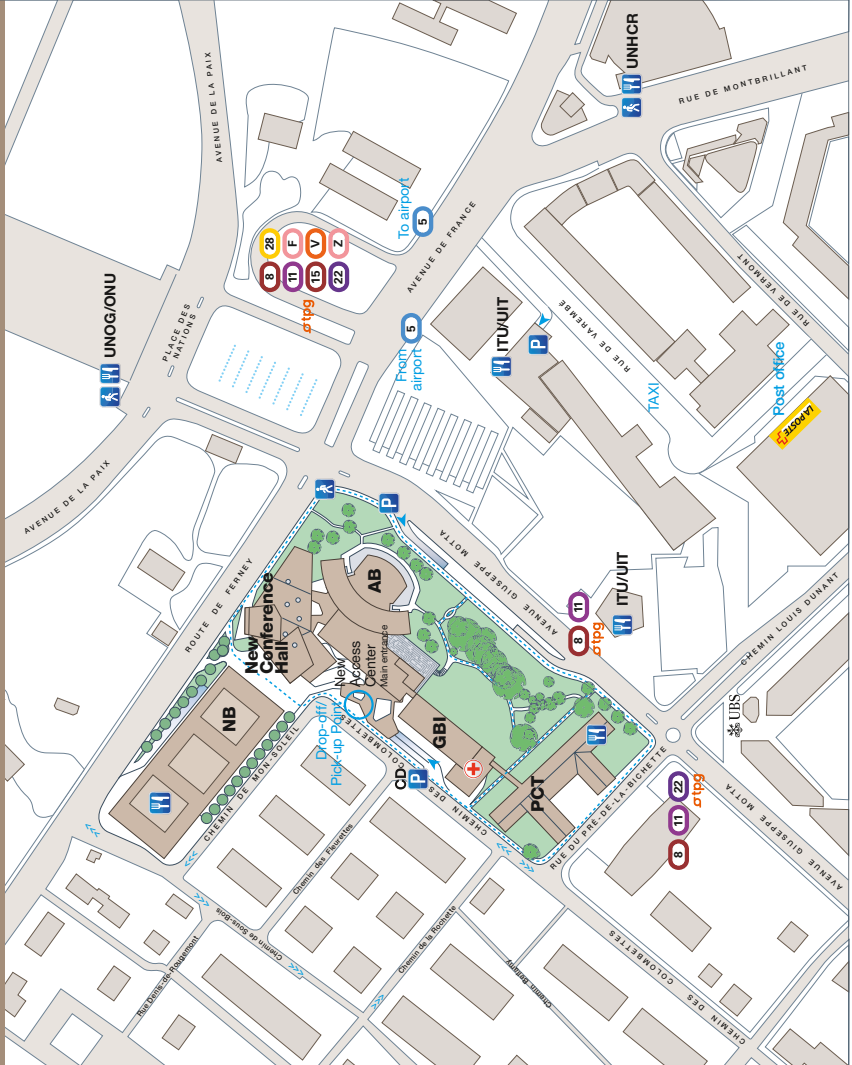 AVENUE DE LA PAIX
UNHCR
RUE DE MONTBRILLANT
To airport
5
28
F
V
Z
8
11
15
22
tpg
AVENUE DE FRANCE
RUE DE VERMONT
UNOG/ONU
PLACE DES
NATIONS
From
airport
5
ITU/UIT
P
RUE DE VAREMBÉ
TAXI
Post office
LA POSTE
AVENUE DE LA PAIX
P
ROUTE DE FERNEY
New
Conference
Hall
AB
AVENUE GIUSEPPE MOTTA
11
8
tpg
ITU/UIT
CHEMIN LOUIS DUNANT
New
Access
Center
Main entrance
Drop-off/
Pick-up Point
NB
GBI
CD
P
PCT
UBS
CHEMIN DE MON-SOLEIL
CHEMIN DES COLOMBETTES
RUE DU PRÉ-DE-LA-BICHETTE
22
11
8
tpg
AVENUE GIUSEPPE MOTTA
Chemin des Fleurettes
Chemin de Sous-Bois
Rue Denis-de Rougemont
Chemin de la Rochette
Chemin Bellamy
CHEMIN DES COLOMBETTES